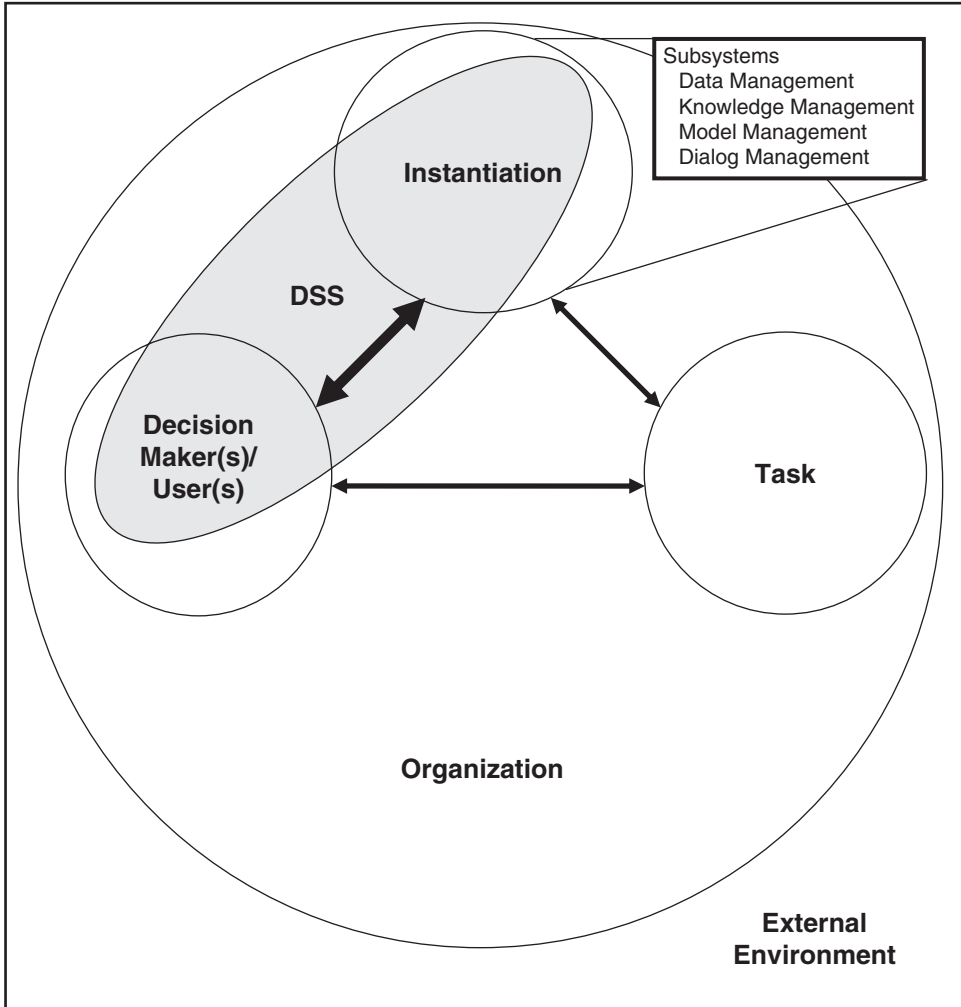 Subsystems
Data Management
Knowledge Management
Model Management
Dialog Management
Instantiation
DSS
Decision
Maker(s)/
User(s)
Task
Organization
External
Environment